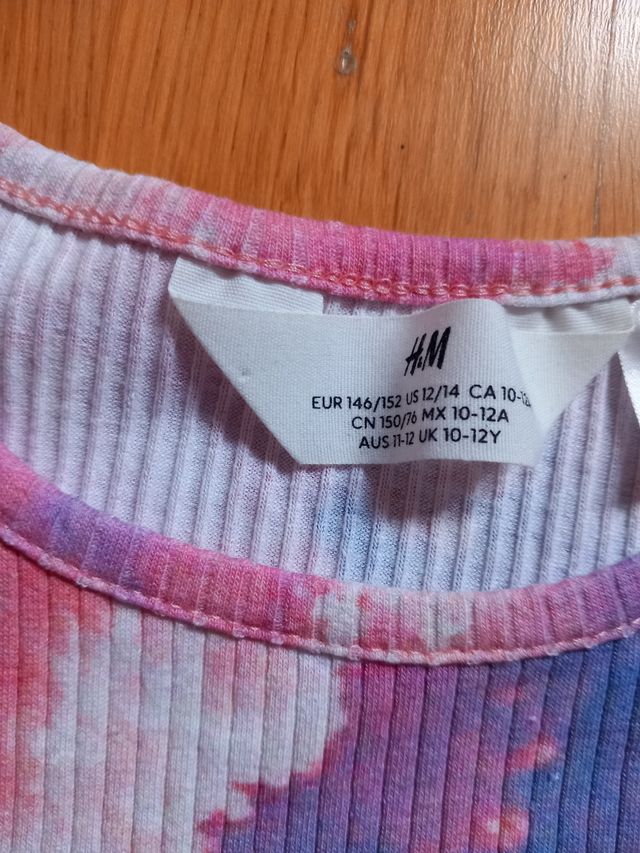 H&M
EUR 146/152 US 12/14 CA 10-12
CN 150/76 MX 10-12A
AUS 11-12 UK 10-12Y